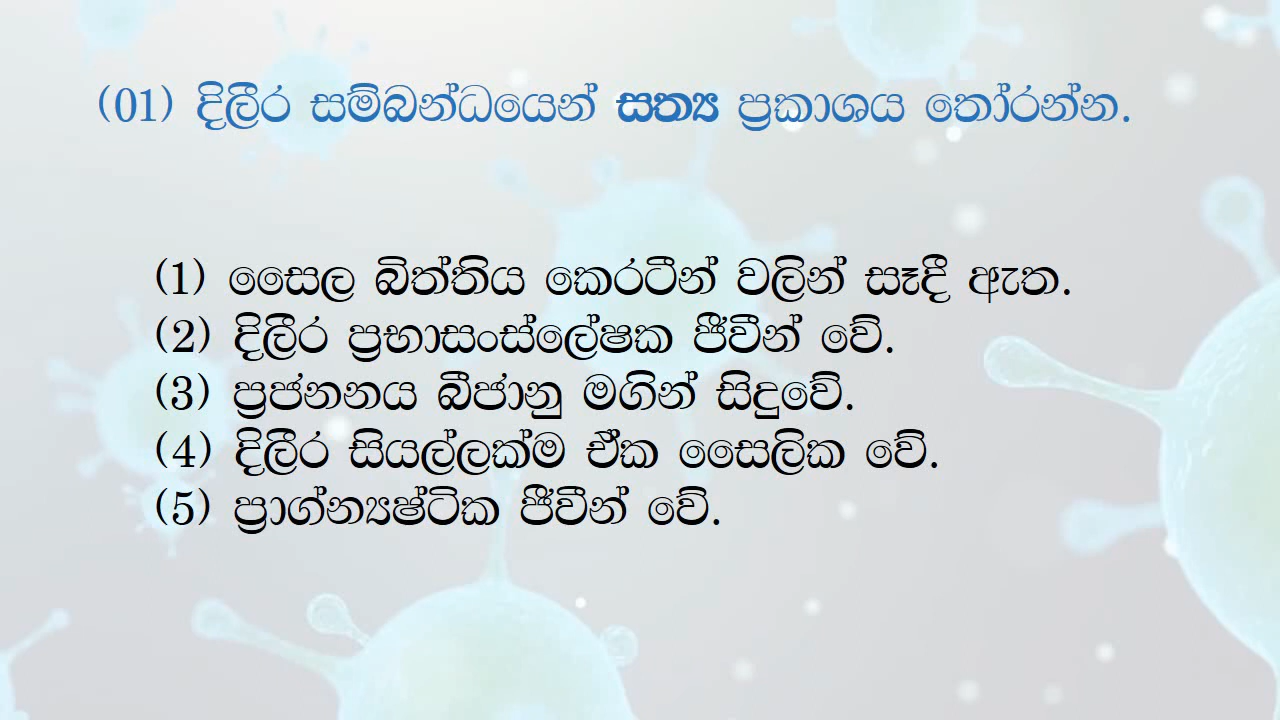 (01) දිලීර සම්බන්ධයෙන් සත්‍ය ප්‍රකාශය තෝරන්න.
(1) සෛල බිත්තිය කෙරටීන් වලින් සෑදී ඇත.
(2) දිලීර ප්‍රභාසංස්ලේෂක ජීවීන් වේ.
(3) ප්‍රජනනය බීජානු මගින් සිදුවේ.
(4) දිලීර සියල්ලක්ම ඒක සෛලික වේ.
(5) ප්‍රාග්න්‍යෂ්ටික ජීවීන් වේ.